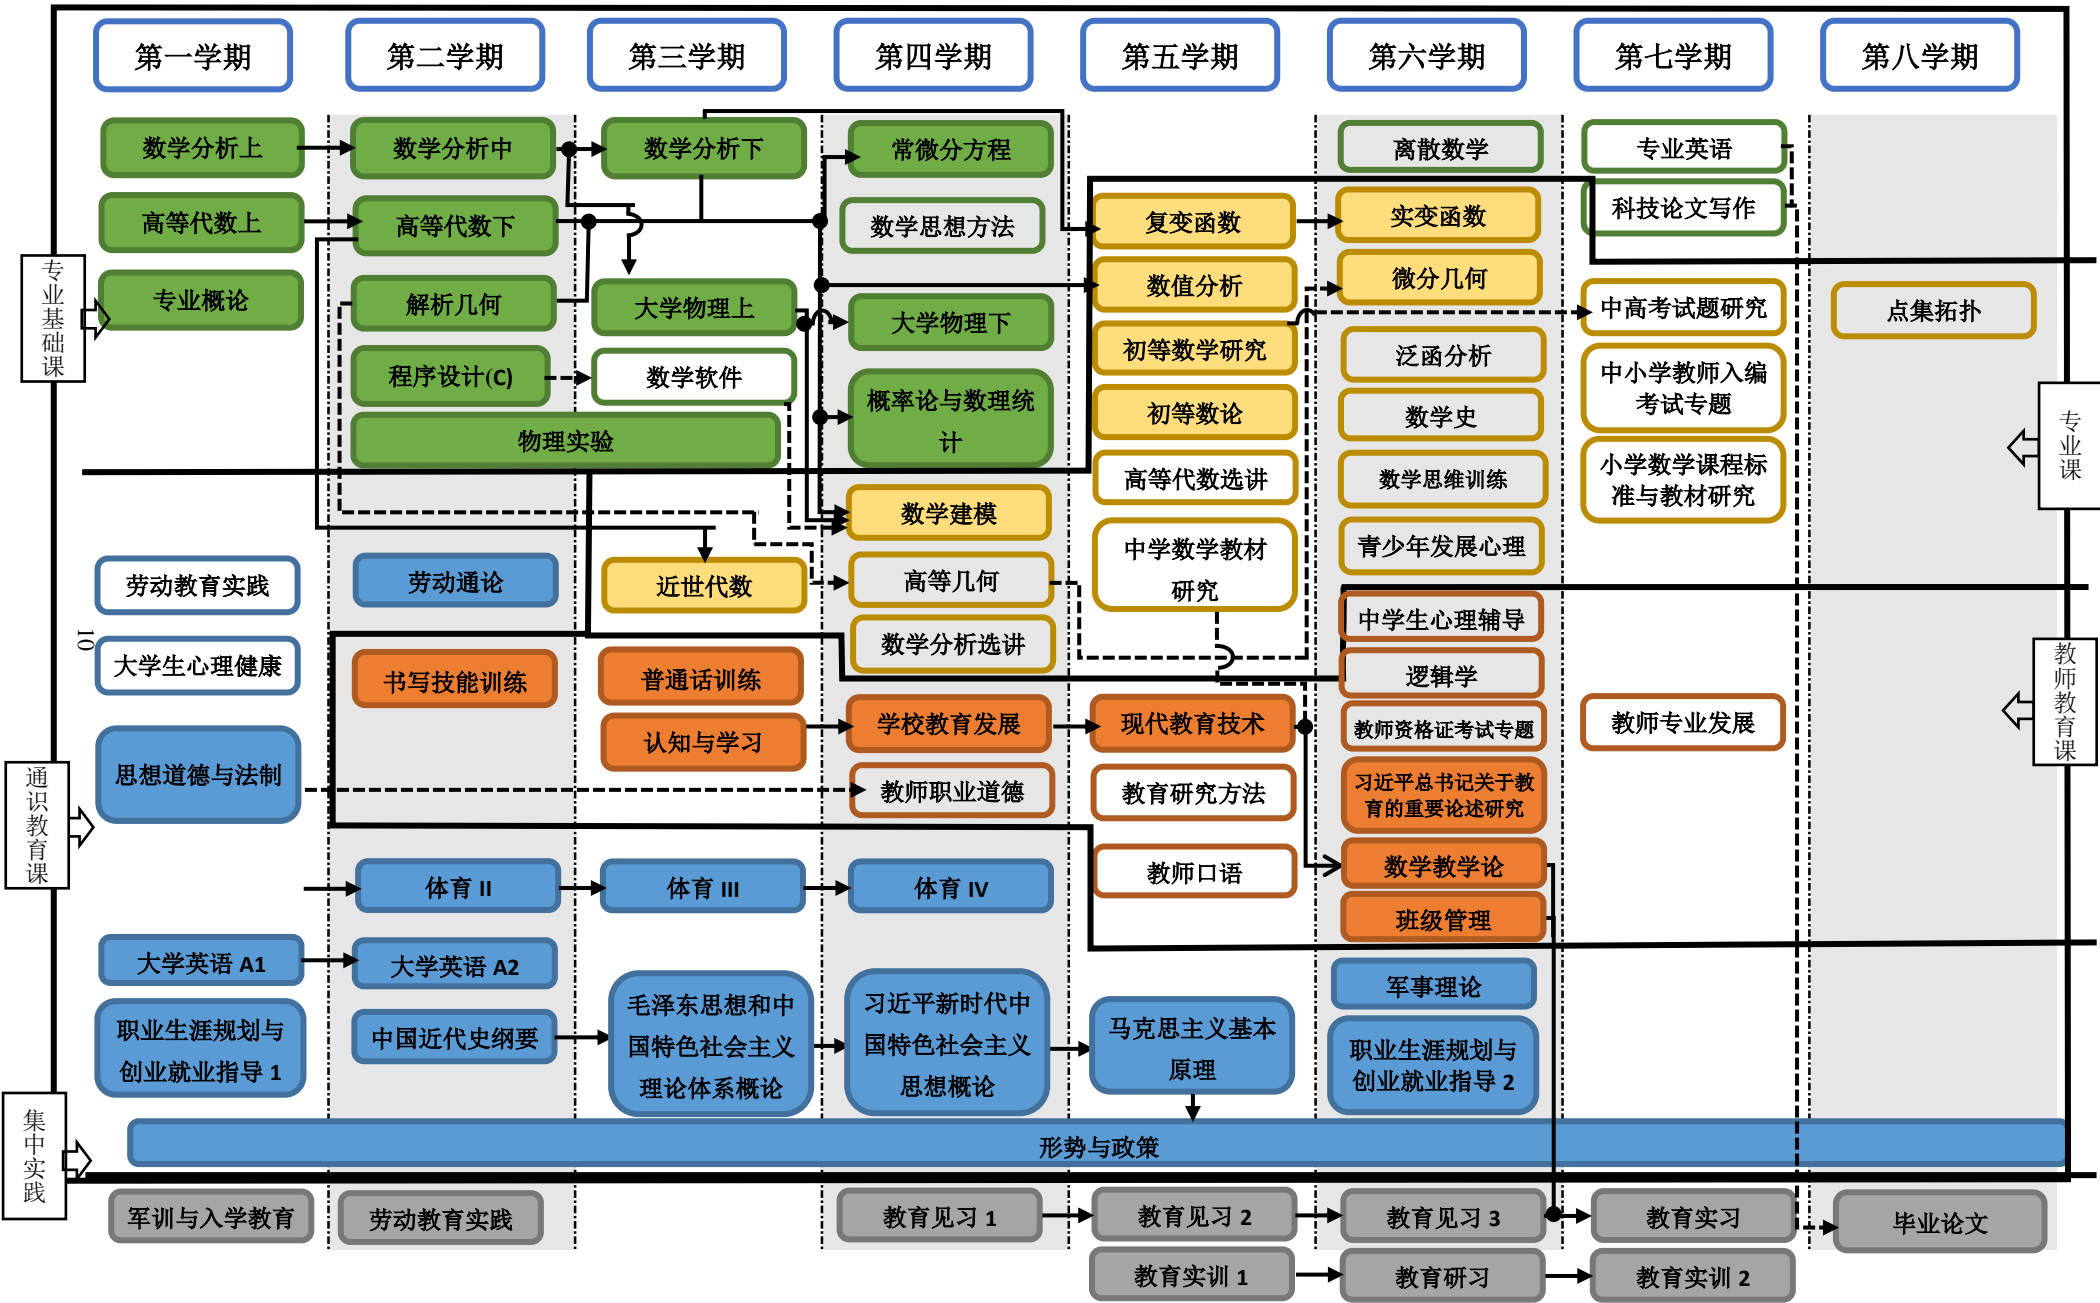 第一学期
第二学期
第三学期
第四学期
第五学期
第六学期
第七学期
第八学期
数学分析上
数学分析中
数学分析下
常微分方程
离散数学
专业英语
高等代数上
高等代数下
数学思想方法
复变函数
实变函数
科技论文写作
专业基础课
专业概论
解析几何
大学物理上
大学物理下
数值分析
微分几何
中高考试题研究
点集拓扑
程序设计(C)
数学软件
初等数学研究
泛函分析
中小学教师入编
考试专题
物理实验
概率论与数理统
计
初等数论
数学史
专业课
高等代数选讲
数学思维训练
小学数学课程标
准与教材研究
数学建模
中学数学教材
研究
青少年发展心理
劳动教育实践
劳动通论
近世代数
高等几何
中学生心理辅导
10
大学生心理健康
书写技能训练
普通话训练
数学分析选讲
逻辑学
教师教育课
认知与学习
学校教育发展
现代教育技术
教师资格证考试专题
教师专业发展
思想道德与法制
教师职业道德
教育研究方法
习近平总书记关于教
育的重要论述研究
通识教育课
体育 II
体育 III
体育 IV
教师口语
数学教学论
班级管理
大学英语 A1
大学英语 A2
毛泽东思想和中
国特色社会主义
理论体系概论
习近平新时代中
国特色社会主义
思想概论
马克思主义基本
原理
军事理论
职业生涯规划与
创业就业指导 1
中国近代史纲要
职业生涯规划与
创业就业指导 2
集中实践
形势与政策
军训与入学教育
劳动教育实践
教育见习 1
教育见习 2
教育见习 3
教育实习
毕业论文
教育实训 1
教育研习
教育实训 2